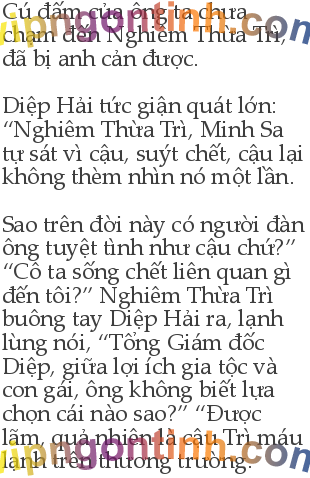 Cú đấm của ông ta chưa
chạm đến Nghiêm Thừa Trì,
đã bị anh cản được.
Diệp Hải tức giận quát lớn:
“Nghiêm Thừa Trì, Minh Sa
tự sát vì cậu, suýt chết, cậu lại
không thèm nhìn nó một lần.
Sao trên đời này có người đàn
ông tuyệt tình như cậu chứ?”
“Cô ta sống chết liên quan gì
đến tôi?” Nghiêm Thừa Trì
buông tay Diệp Hải ra, lạnh
lùng nói, “Tổng Giám đốc
Diệp, giữa lợi ích gia tộc và
con gái, ông không biết lựa
chọn cái nào sao?” “Được
lắm, quả nhiên là cậu Trì máu
lạnh trên thương trường.
vipngontinh.com
vipngontinh.com